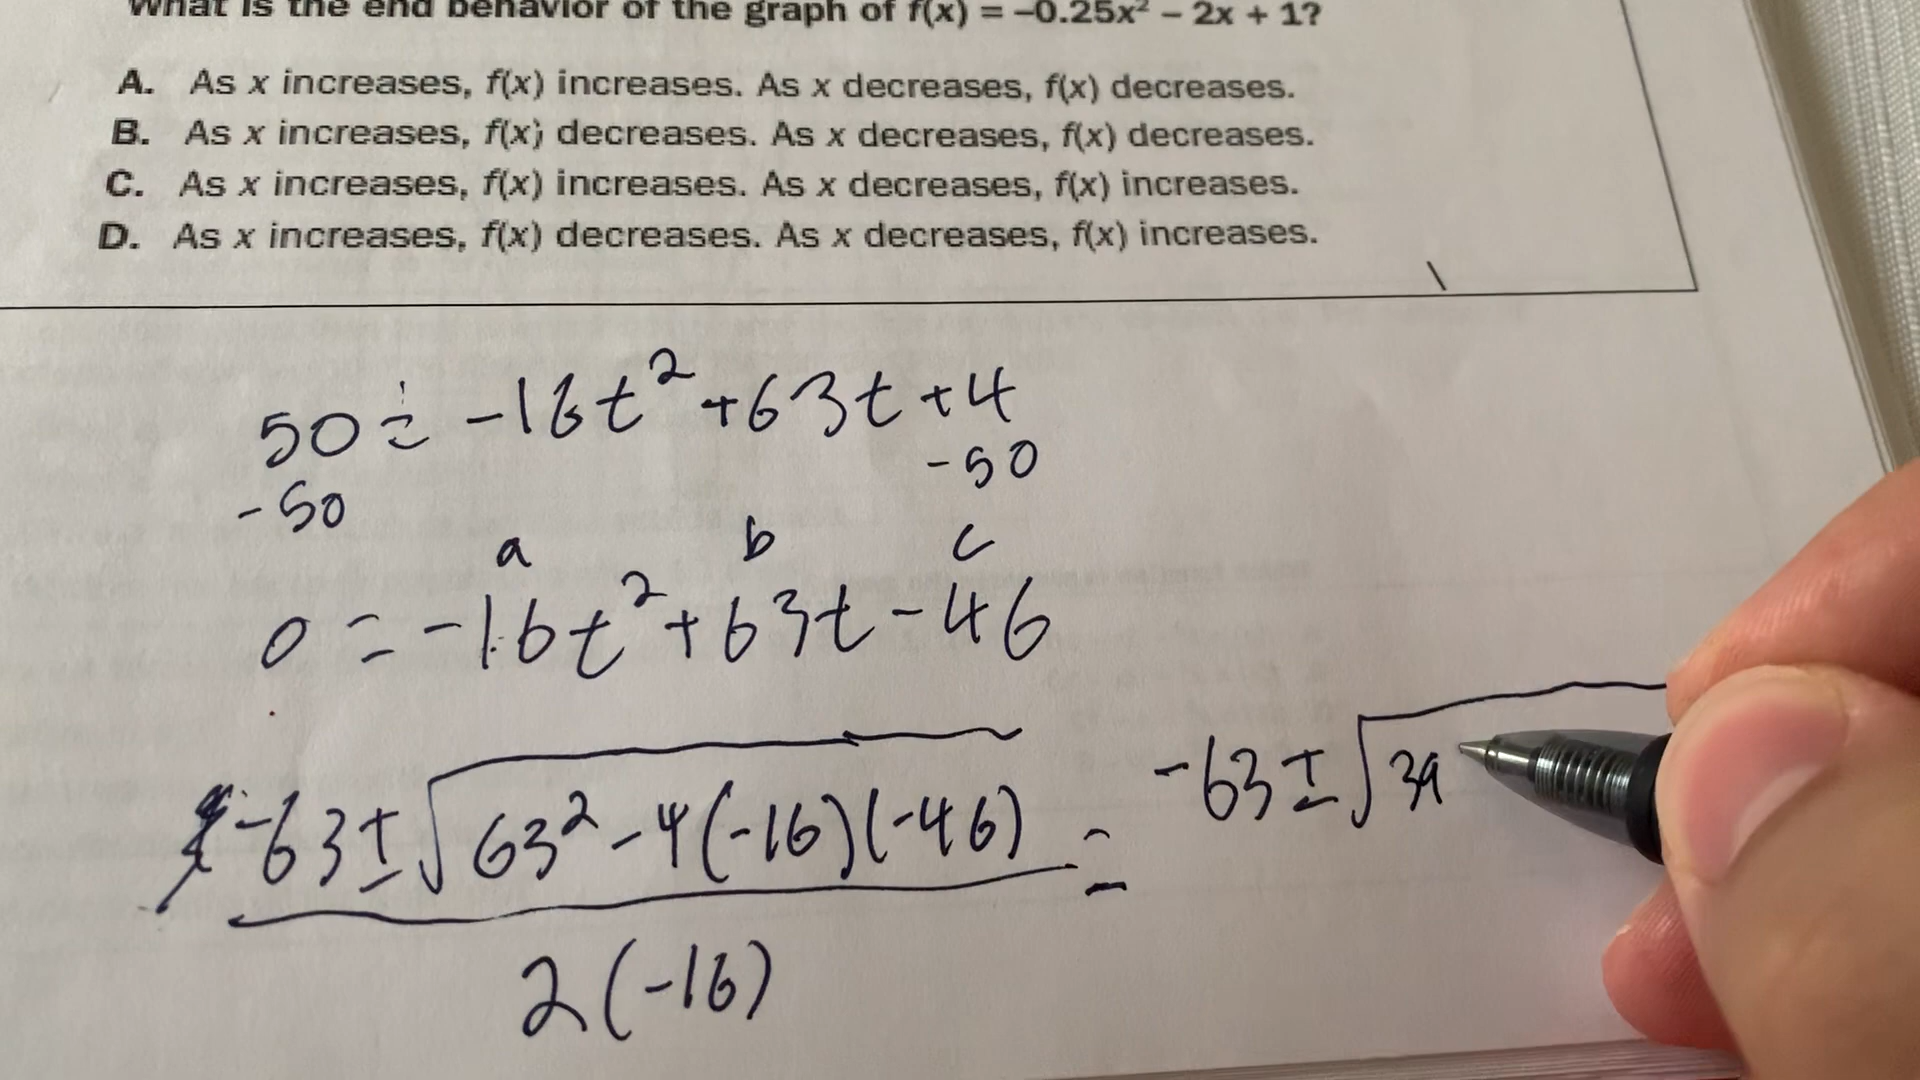 What is the end behavior of the graph of f(x) = –0.25x² – 2x + 1?
A. As x increases, f(x) increases. As x decreases, f(x) decreases.
B. As x increases, f(x) decreases. As x decreases, f(x) decreases.
C. As x increases, f(x) increases. As x decreases, f(x) increases.
D. As x increases, f(x) decreases. As x decreases, f(x) increases.
50 = -16t² + 63t + 4
-50 -50
a b c
0 = -16t² + 63t - 46
-63 ± √63² - 4(-16)(-46) = -63 ± √39
2(-16)